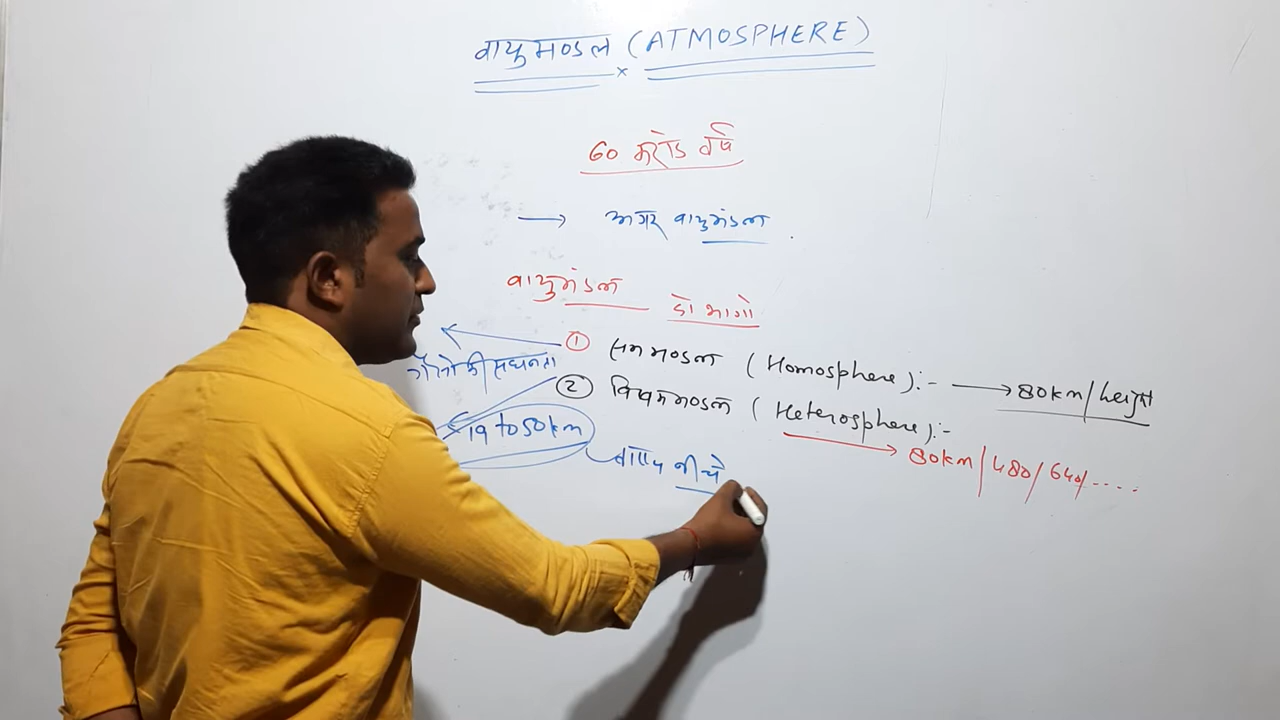 वायुमण्डल (ATMOSPHERE)
60 करोड वर्ष
→ अगर वायुमंडल
वायुमंडल दो भागो
① सममण्डल (Homosphere):- → 80km/height
गैसो की सघनता
② विषममण्डल (Heterosphere):-
19 to 50km
→ 80km/480/640/....
नीचे